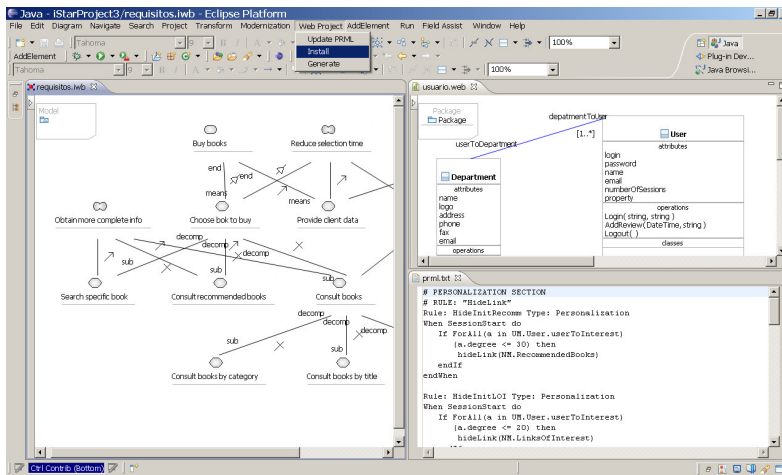 Java - iStarProject3/requisitos.iwb - Eclipse Platform
File Edit Diagram Navigate Search Project Transform Modernization Web Project AddElement Run Field Assist Window Help
Update PRML
Install
Generate
Tahoma 9 B I A 100%
Java
AddElement
Plug-in Dev...
Tahoma 9 B I A 100%
Java Browsi...
requisitos.iwb
Model
Buy books
Reduce selection time
end
end
means
means
Obtain more complete info
Choose bok to buy
Provide client data
decomp
decomp
decomp
sub
sub
sub
Search specific book
Consult recommended books
Consult books
decomp
decomp
decomp
sub
sub
Consult books by category
Consult books by title
usuario.web
Package
Package
depatmentToUser
[1..*]
userToDepartment
User
attributes
login
password
name
email
numberOfSessions
property
operations
Login( string, string )
AddReview( DateTime, string )
Logout( )
classes
Department
attributes
name
logo
address
phone
fax
email
operations
prml.txt
# PERSONALIZATION SECTION
# RULE: "HideLink"
Rule: HideInitRecomm Type: Personalization
When SessionStart do
If ForAll(a in UM.User.userToInterest)
(a.degree <= 30) then
hideLink(NM.RecommendedBooks)
endIf
endWhen
Rule: HideInitLOI Type: Personalization
When SessionStart do
If ForAll(a in UM.User.userToInterest)
(a.degree <= 20) then
hideLink(NM.LinksOfInterest)
Ctrl Contrib (Bottom)